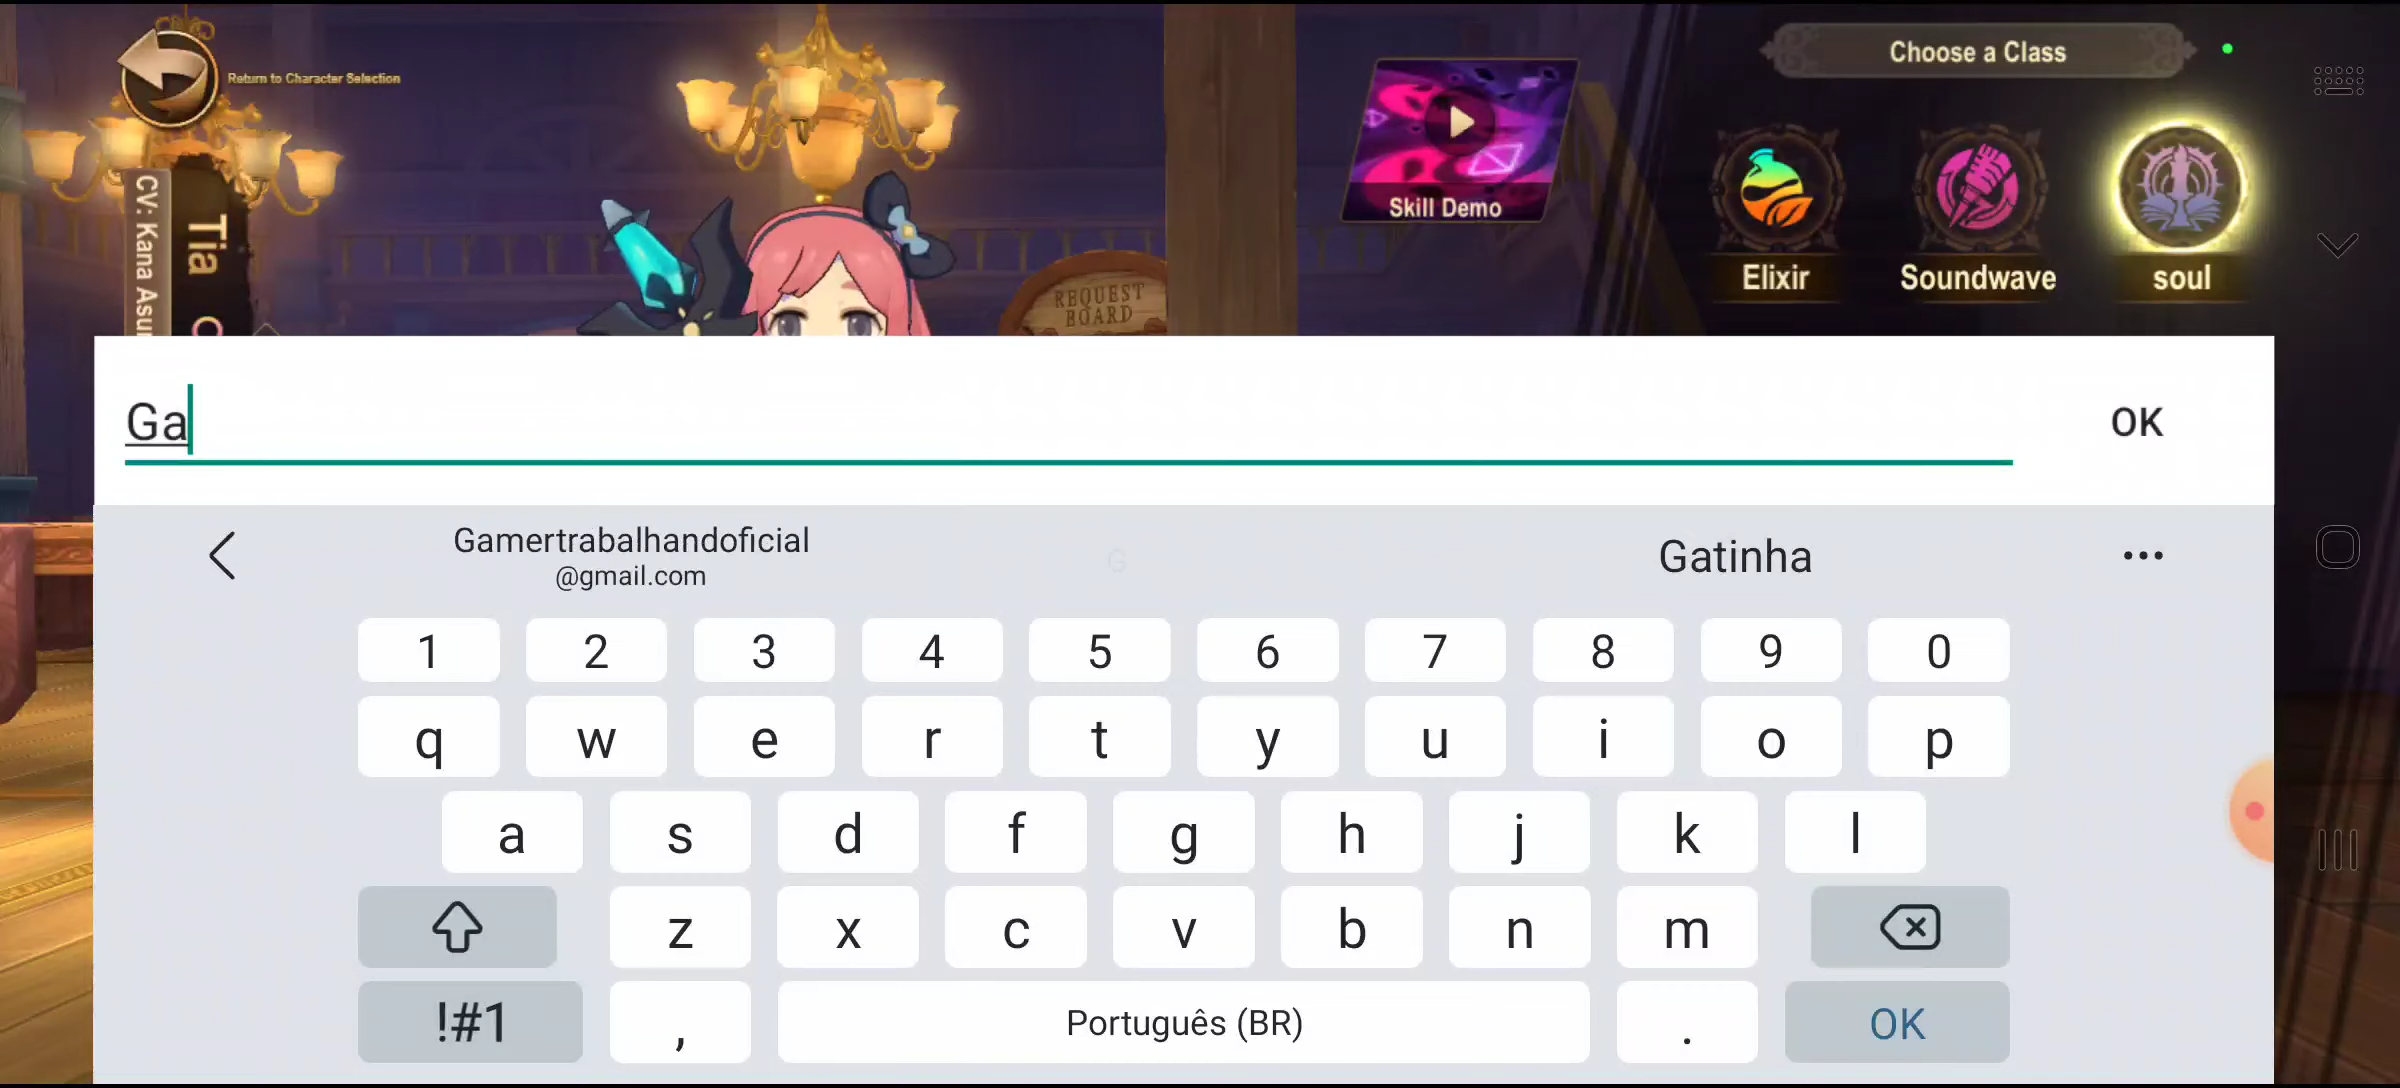 Return to Character Selection
Choose a Class
Skill Demo
Elixir
Soundwave
soul
CV: Kana
Tia
REQUEST
BOARD
Ga
OK
Gamertrabalhandoficial
@gmail.com
G
Gatinha
...
1 2 3 4 5 6 7 8 9 0
q w e r t y u i o p
a s d f g h j k l
z x c v b n m
!#1 , Português (BR) . OK